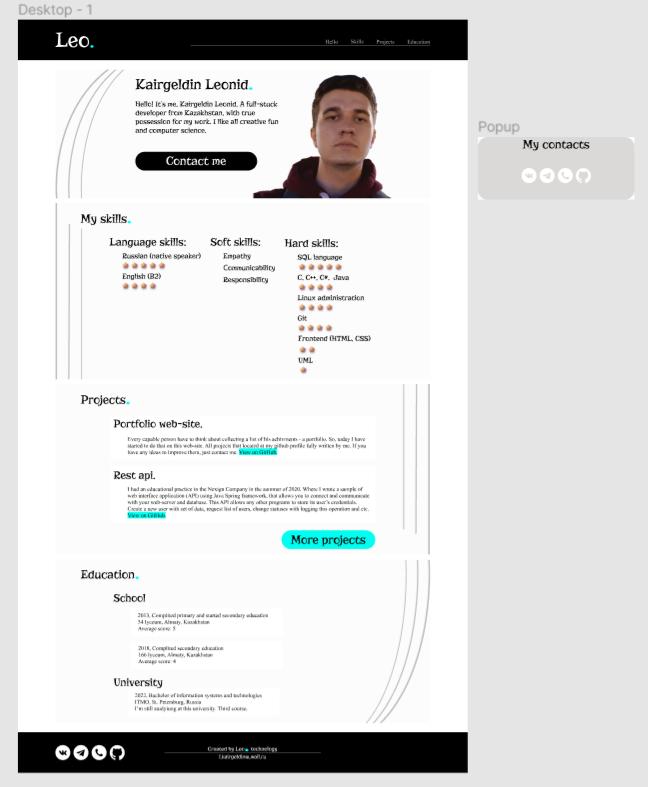 Desktop - 1
Leo.
Hello Skills Projects Education
Kairgeldin Leonid.
Hello! It's me, Kairgeldin Leonid. A full-stuck
developer from Kazakhstan, with true
possession for my work. I like all creative fun
and computer science.
Contact me
Popup
My contacts
My skills.
Language skills:
Russian (native speaker)
English (B2)
Soft skills:
Empathy
Communicability
Responsibility
Hard skills:
SQL language
C, C++, C#, Java
Linux administration
Git
Frontend (HTML, CSS)
UML
Projects.
Portfolio web-site.
Every capable person have to think about collecting a list of his - a portfolio. So, today I have
started to do that on this web-site. All projects that located at my github profile fully written by me. If you
have any ideas to improve them, just contact me. View on GitHub.
Rest api.
I had an educational practice in the Nexign Company in the summer of 2020. Where I wrote a sample of
web interface application (API) using Java Spring framework, that allows you to connect and communicate
with your web-server and database. This API allows any other programs to store its user's credentials.
Create a new user with set of data, request list of users, change statuses with logging this operation and etc.
View on GitHub.
More projects
Education.
School
2013, Complited primary and started secondary education
54 lyceum, Almaty, Kazakhstan
Average score: 5
2018, Complited secondary education
166 lyceum, Almaty, Kazakhstan
Average score: 4
University
2022, Bachelor of information systems and technologies
ITMO, St. Petersburg, Russia
I'm still studying at this university. Third course.
Created by Leo. technology